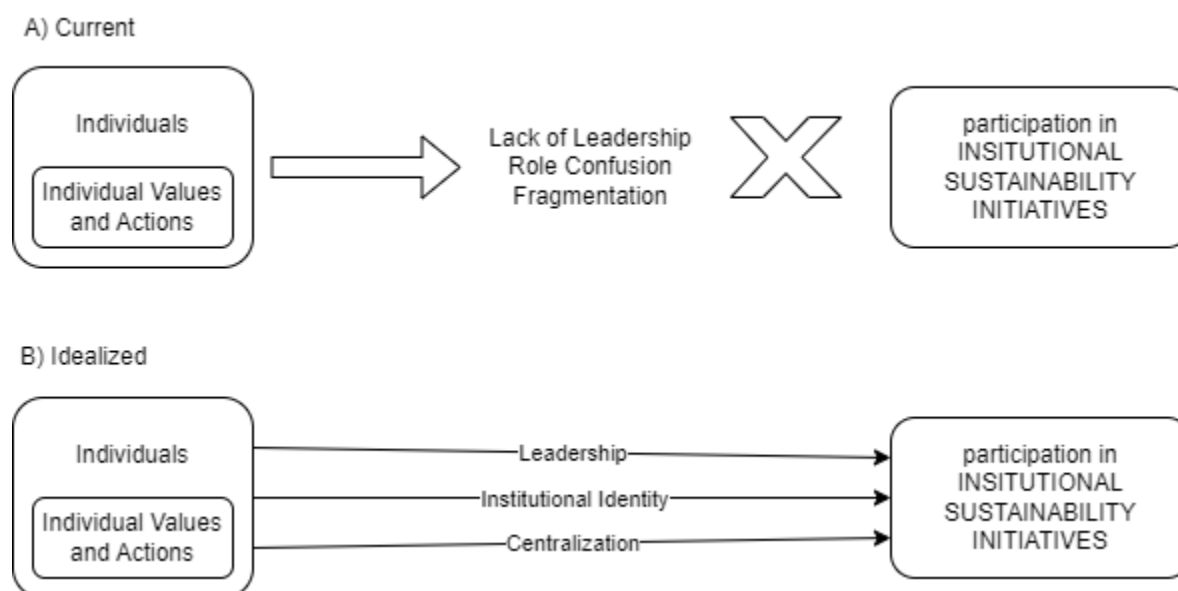 A) Current
Individuals
Individual Values
and Actions
Lack of Leadership
Role Confusion
Fragmentation
participation in
INSITUTIONAL
SUSTAINABILITY
INITIATIVES
B) Idealized
Individuals
Individual Values
and Actions
Leadership
Institutional Identity
Centralization
participation in
INSITUTIONAL
SUSTAINABILITY
INITIATIVES